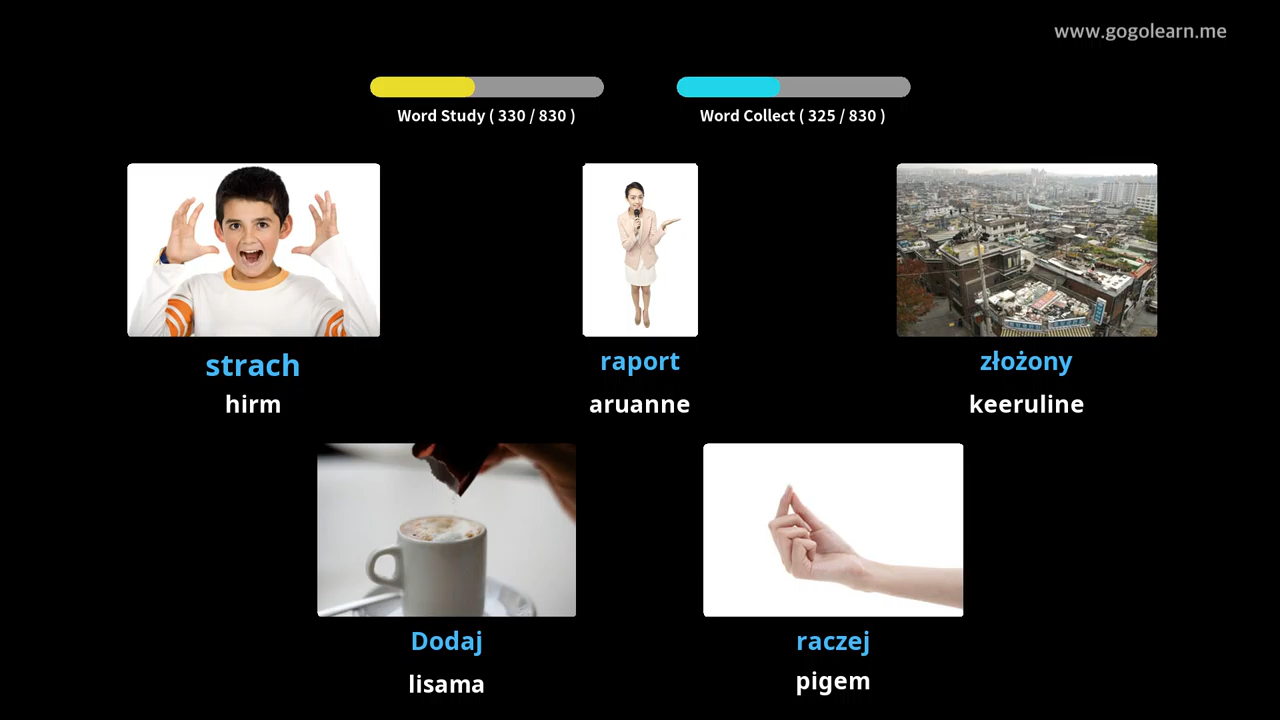 www.gogolearn.me
Word Study ( 330 / 830 )
Word Collect ( 325 / 830 )
strach
hirm
raport
aruanne
złożony
keeruline
Dodaj
lisama
raczej
pigem